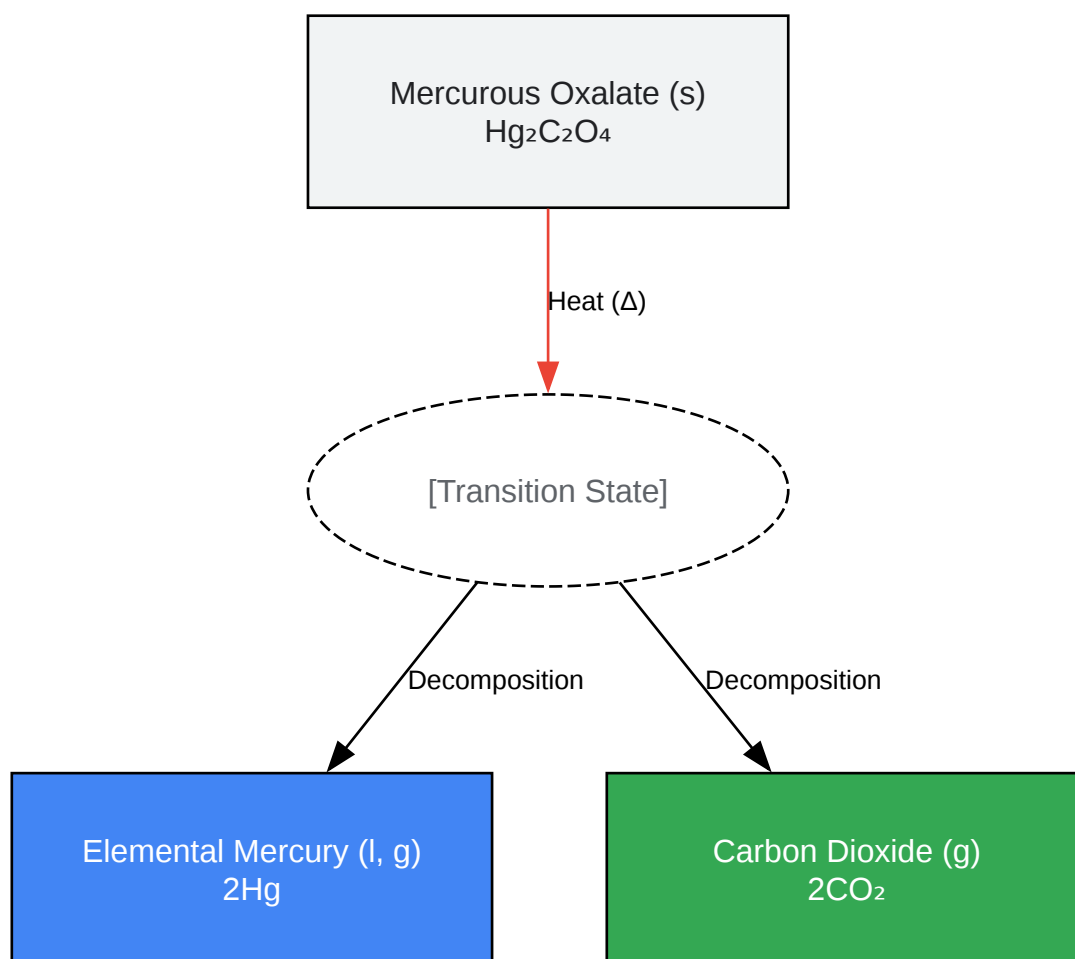 Mercurous Oxalate (s)
Hg₂C₂O₄
Heat (Δ)
[Transition State]
Decomposition
Decomposition
Elemental Mercury (l, g)
2Hg
Carbon Dioxide (g)
2CO₂